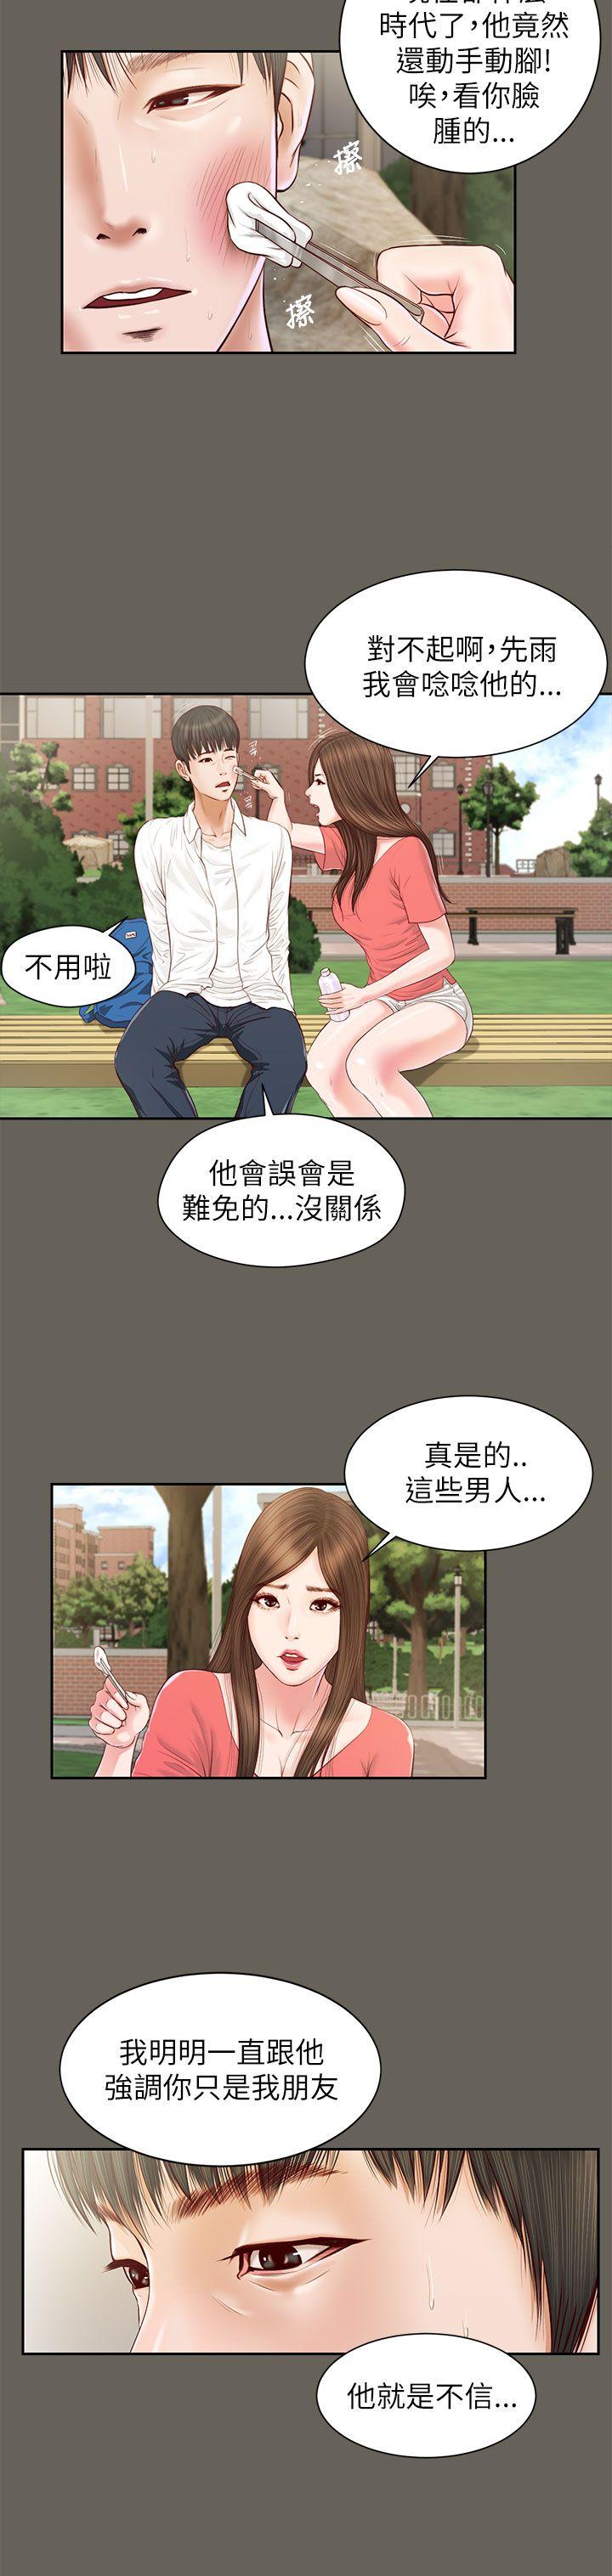 時代了，他竟然
還動手動腳!
唉，看你臉
腫的...
擦
擦
對不起啊，先雨
我會唸唸他的...
不用啦
他會誤會是
難免的...沒關係
真是的..
這些男人...
我明明一直跟他
強調你只是我朋友
他就是不信...